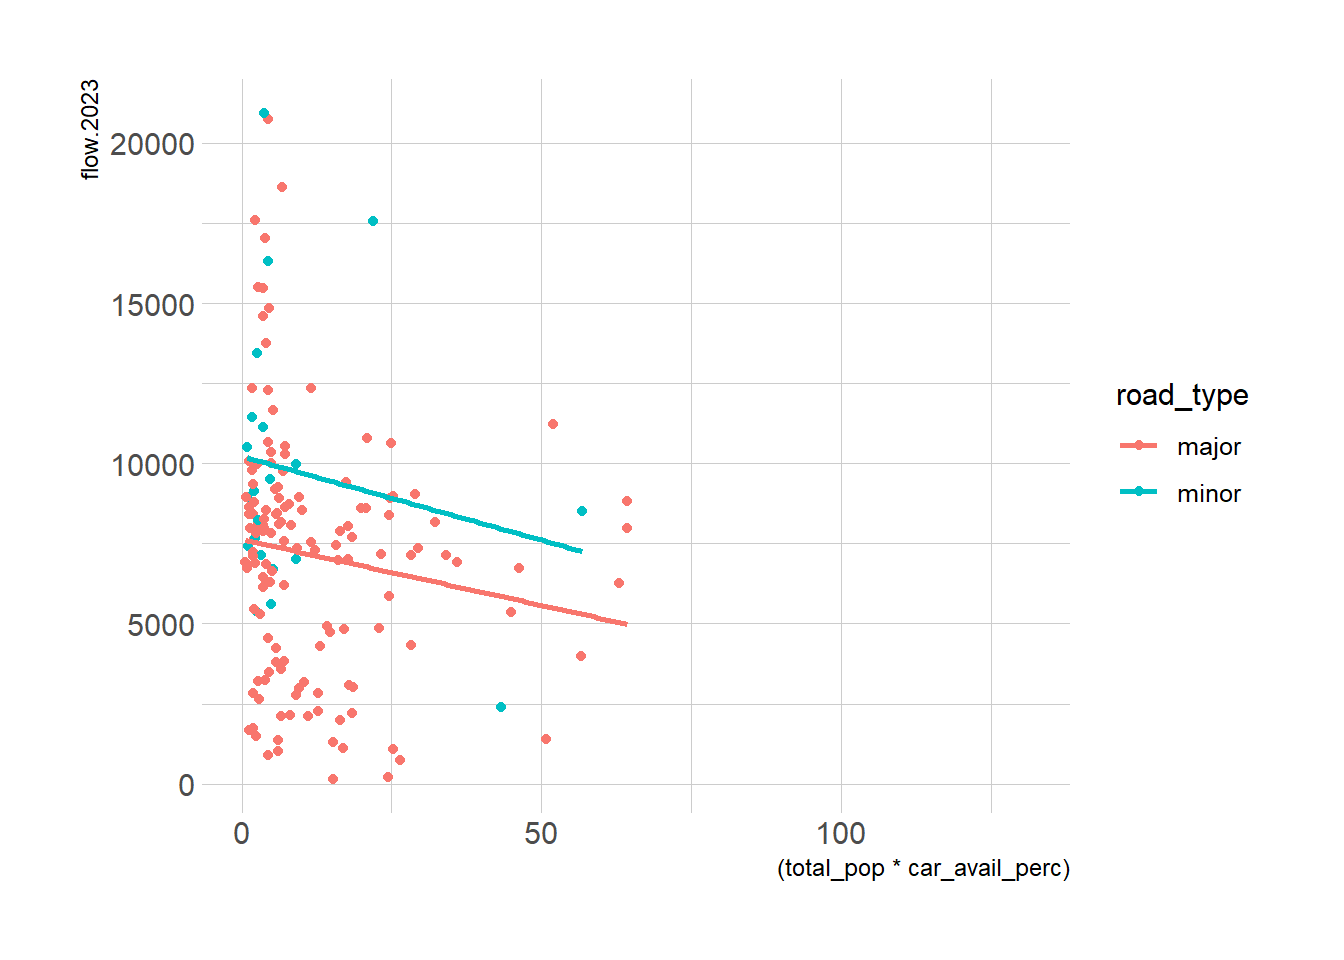 flow.2023
20000
15000
10000
5000
0
0 50 100
(total_pop * car_avail_perc)
road_type
major
minor